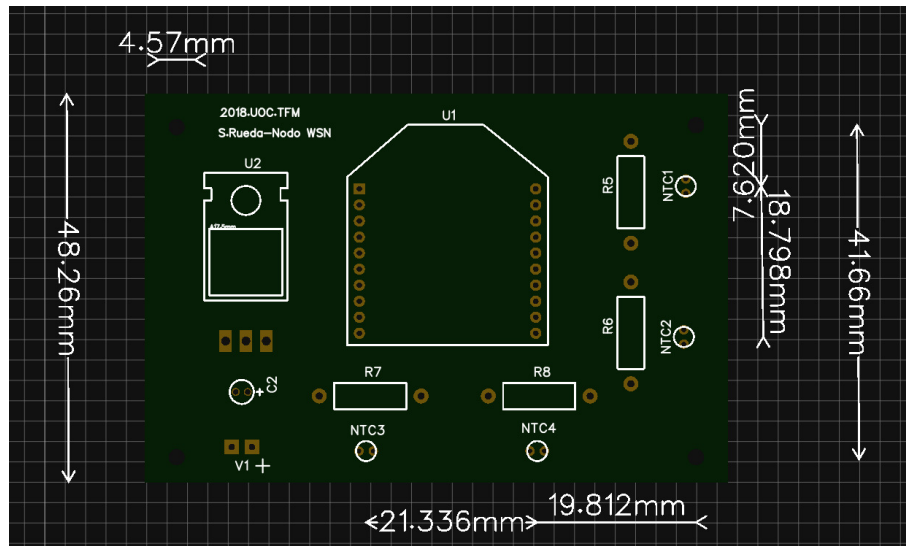 4.57mm
2018.UOC.TFM
S.Rueda-Nodo WSN
U1
U2
R5
NTC1
7.620mm
18.798mm
48.26mm
41.66mm
R6
NTC2
+
C2
R7
R8
NTC3
NTC4
V1 +
21.336mm
19.812mm